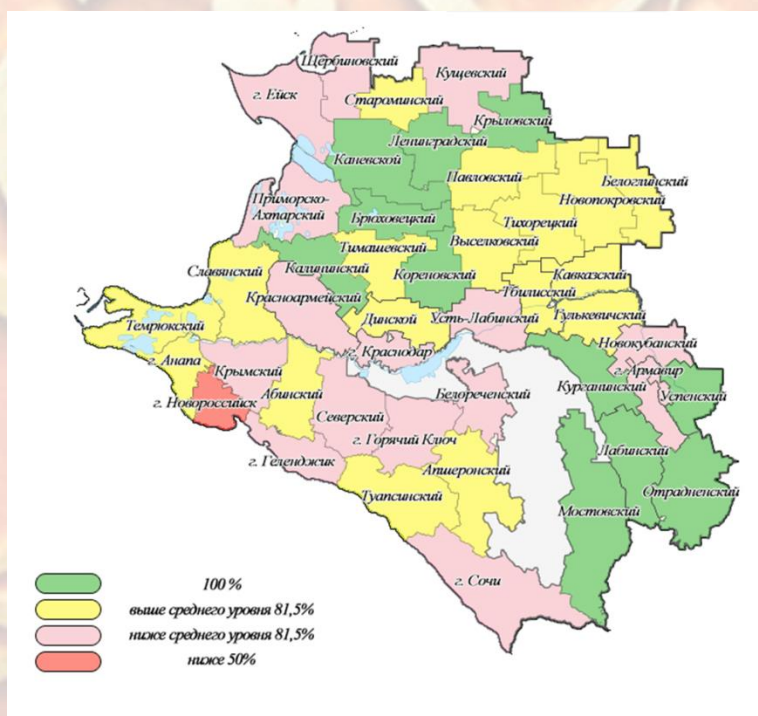 Щербиновский
Кущевский
г. Ейск
Староминский
Крыловский
Ленинградский
Каневской
Павловский
Белоглинский
Новопокровский
Приморско-
Ахтарский
Брюховецкий
Тихорецкий
Тимашевский
Выселковский
Славянский
Калининский
Кореновский
Кавказский
Красноармейский
Тбилисский
Темрюкский
Динской
Усть-Лабинский
Гулькевичский
Новокубанский
г. Анапа
г. Краснодар
Крымский
г. Армавир
Курганинский
Успенский
г. Новороссийск
Абинский
Белореченский
Северский
г. Горячий Ключ
Лабинский
г. Геленджик
Апшеронский
Отрадненский
Туапсинский
Мостовский
г. Сочи
100 %
выше среднего уровня 81,5%
ниже среднего уровня 81,5%
ниже 50%